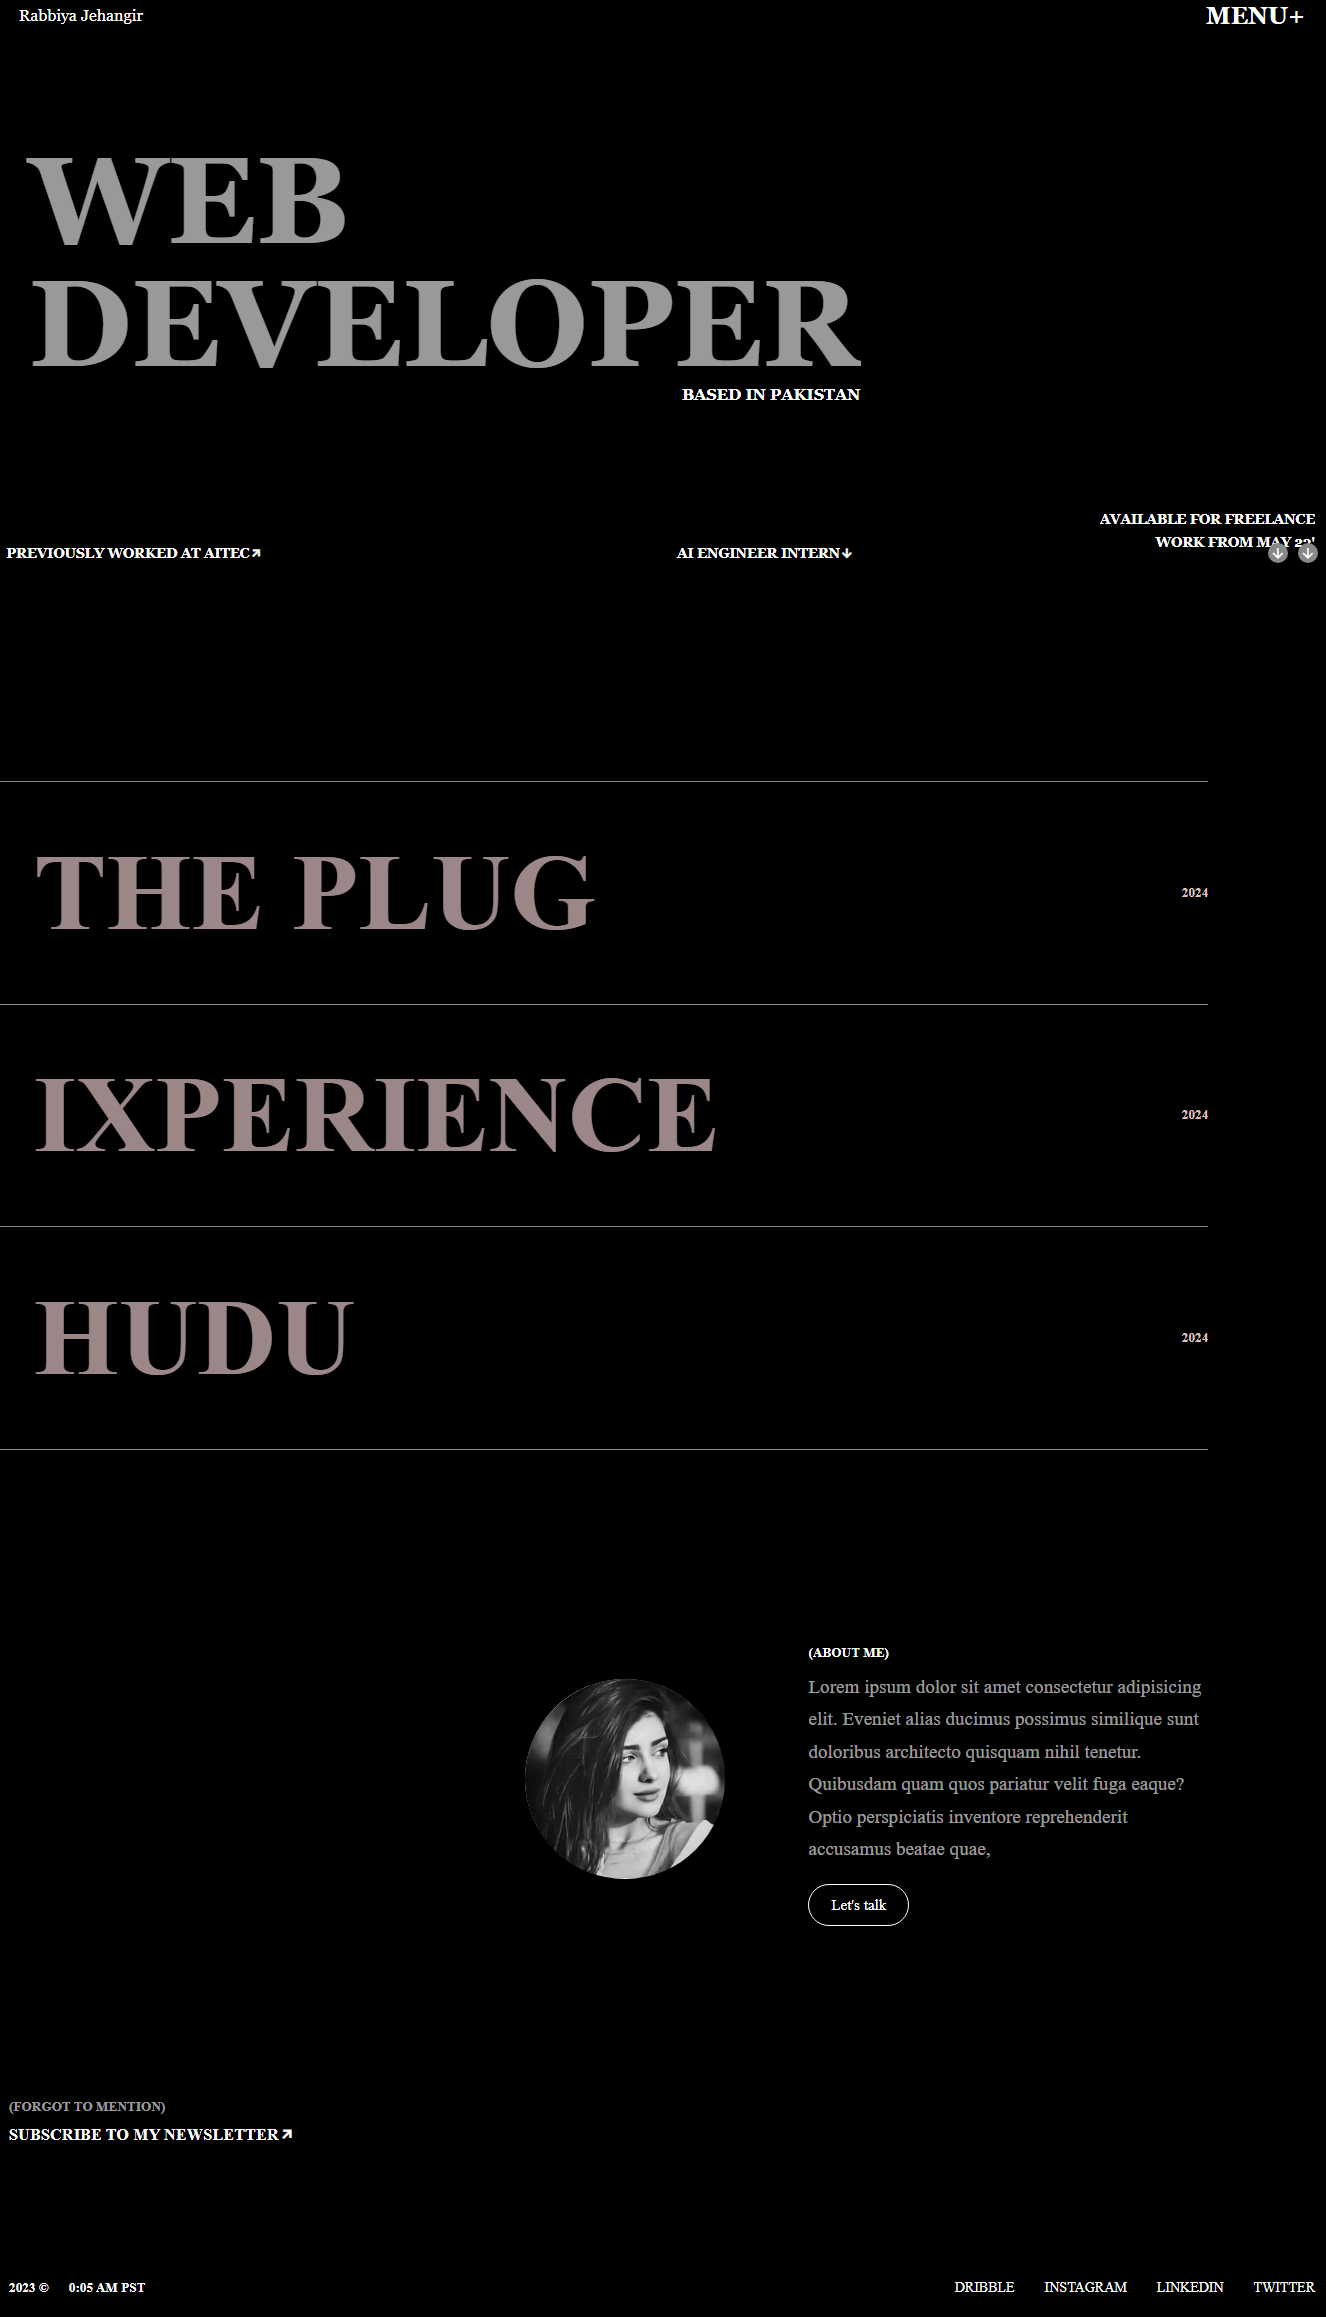 Rabbiya Jehangir
MENU+
WEB
DEVELOPER
BASED IN PAKISTAN
AVAILABLE FOR FREELANCE
WORK FROM MAY
PREVIOUSLY WORKED AT AITEC
AI ENGINEER INTERN
THE PLUG
2024
IXPERIENCE
2024
HUDU
2024
(ABOUT ME)
Lorem ipsum dolor sit amet consectetur adipisicing
elit. Eveniet alias ducimus possimus similique sunt
doloribus architecto quisquam nihil tenetur.
Quibusdam quam quos pariatur velit fuga eaque?
Optio perspiciatis inventore reprehenderit
accusamus beatae quae,
Let's talk
(FORGOT TO MENTION)
SUBSCRIBE TO MY NEWSLETTER
2023 © 0:05 AM PST
DRIBBLE INSTAGRAM LINKEDIN TWITTER